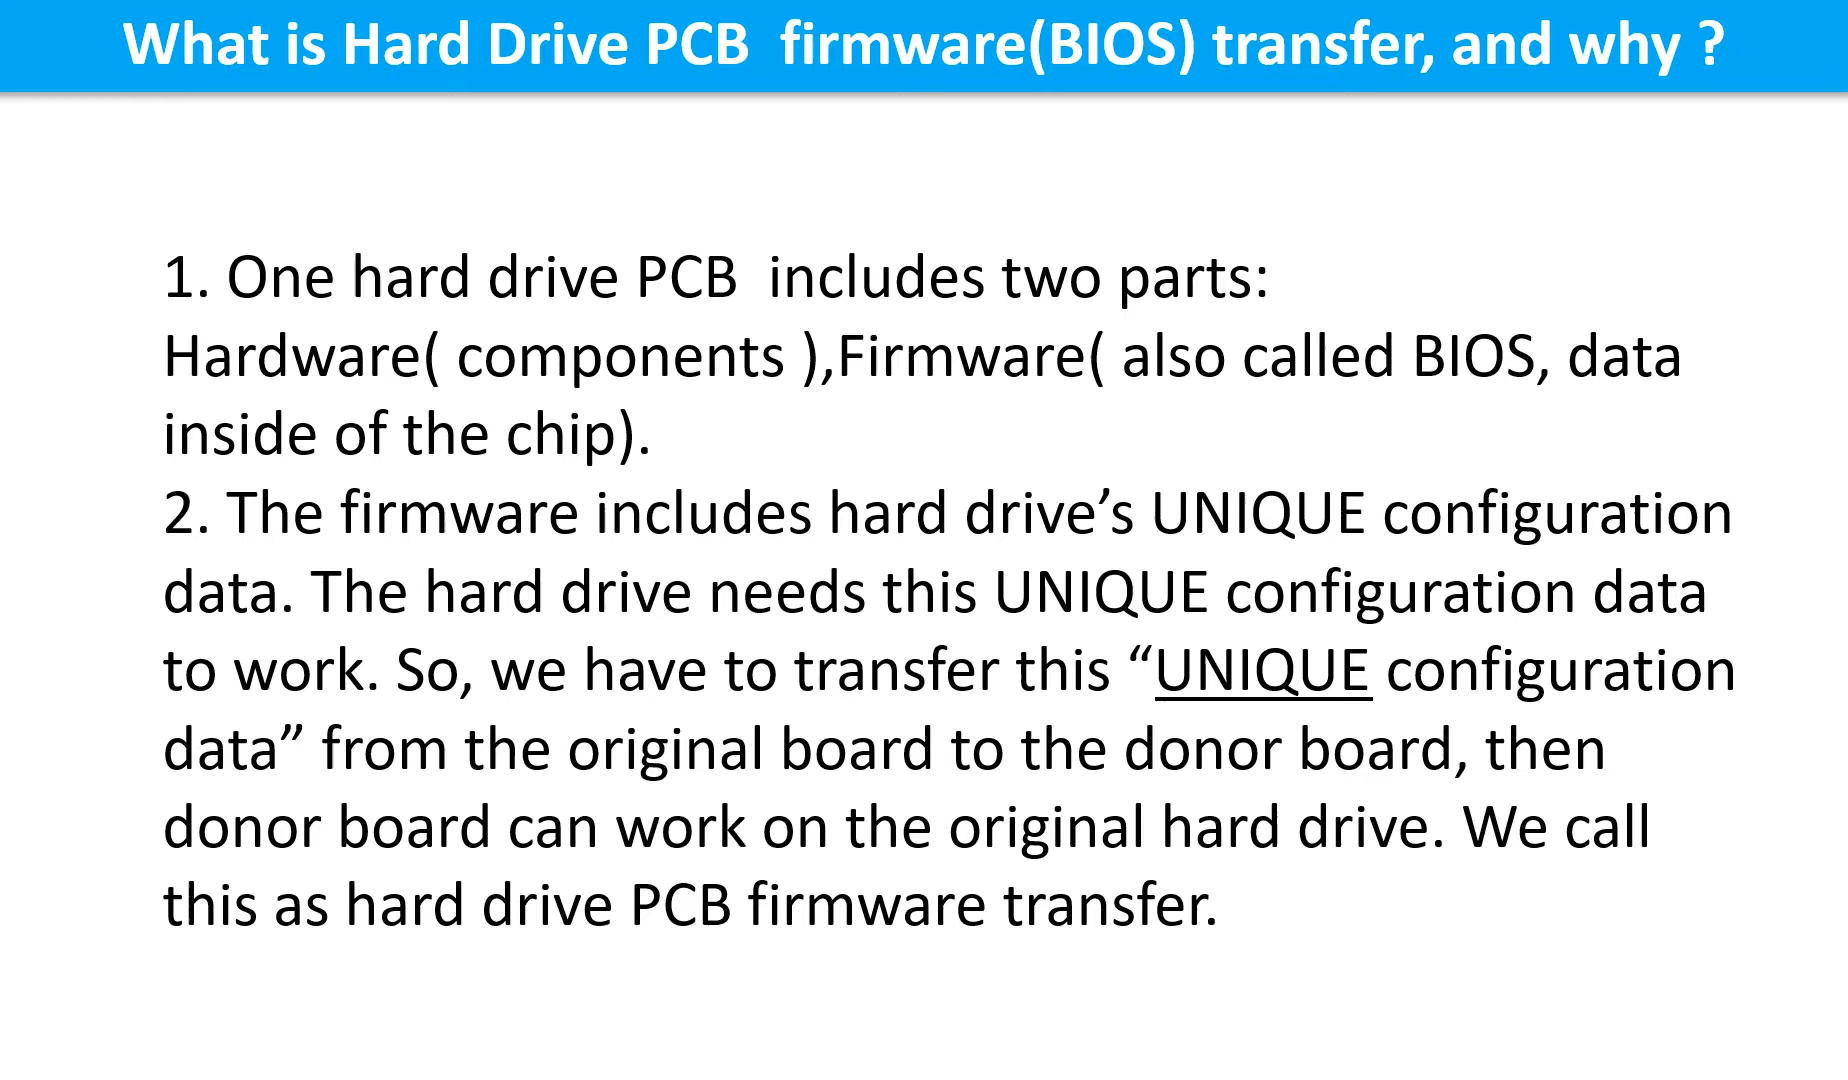 What is Hard Drive PCB  firmware(BIOS) transfer, and why ?
1. One hard drive PCB  includes two parts:
Hardware( components ),Firmware( also called BIOS, data
inside of the chip).
2. The firmware includes hard drive’s UNIQUE configuration
data. The hard drive needs this UNIQUE configuration data
to work. So, we have to transfer this “UNIQUE configuration
data” from the original board to the donor board, then
donor board can work on the original hard drive. We call
this as hard drive PCB firmware transfer.